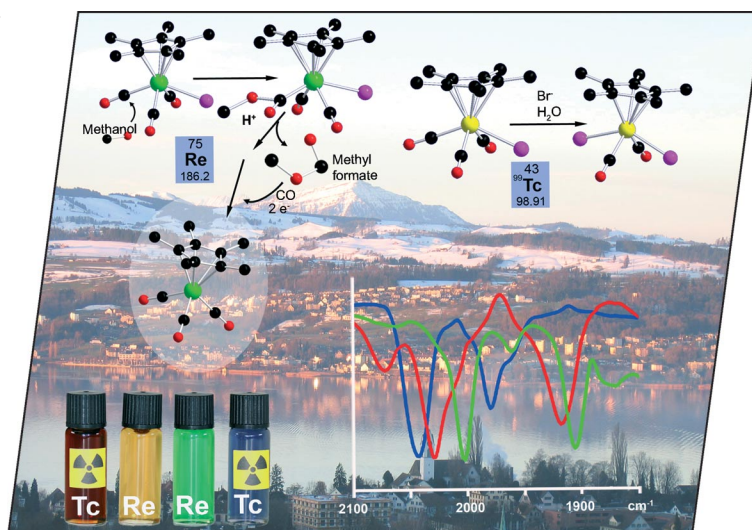 Methanol
H⁺
75
Re
186.2
Methyl
formate
CO
2 e⁻
Br⁻
H₂O
43
⁹⁹Tc
98.91
Tc
Re
Re
Tc
2100
2000
1900
cm⁻¹